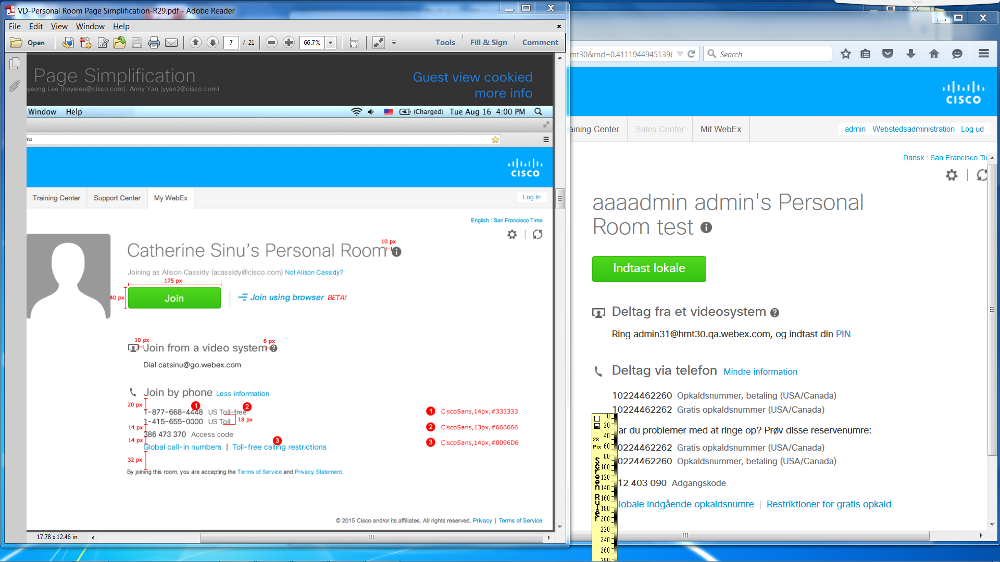 VD-Personal Room Page Simplification-R29.pdf - Adobe Reader
File Edit View Window Help
Open 7 / 21 66.7% Tools Fill & Sign Comment
Page Simplification
yeong Lee (hoyelee@cisco.com), Anny Yan (yyan2@cisco.com)
Guest view cookied
more info
Window Help (Charged) Tue Aug 16 4:00 PM
nu
CISCO
Training Center Support Center My WebEx Log In
English : San Francisco Time
10 px
Catherine Sinu's Personal Room
Joining as Alison Cassidy (acassidy@cisco.com) Not Alison Cassidy?
175 px
40 px Join Join using browser BETA!
10 px 6 px
Join from a video system
Dial catsinu@go.webex.com
Join by phone Less information
20 px 1 2
1-877-668-4448 US Toll-free
1-415-655-0000 US Toll 18 px
14 px
386 473 370 Access code
14 px 3
Global call-in numbers | Toll-free calling restrictions
32 px
By joining this room, you are accepting the Terms of Service and Privacy Statement.
1 CiscoSans,14px,#333333
2 CiscoSans,13px,#666666
3 CiscoSans,14px,#0096D6
© 2015 Cisco and/or its affiliates. All rights reserved. Privacy | Terms of Service
17.78 x 12.46 in
mt30&rnd=0.4111944945139 Search
CISCO
aining Center Sales Center Mit WebEx admin Webstedsadministration Log ud
Dansk : San Francisco Ti
aaaadmin admin's Personal
Room test
Indtast lokale
Deltag fra et videosystem
Ring admin31@hmt30.qa.webex.com, og indtast din PIN
Deltag via telefon Mindre information
10224462260 Opkaldsnummer, betaling (USA/Canada)
10224462262 Gratis opkaldsnummer (USA/Canada)
ar du problemer med at ringe op? Prøv disse reservenumre:
0224462262 Gratis opkaldsnummer (USA/Canada)
0224462260 Opkaldsnummer, betaling (USA/Canada)
12 403 090 Adgangskode
lobale indgående opkaldsnumre | Restriktioner for gratis opkald
0
20
40
28
Pix 60
80
100
120
140
160
180
200
220
240
260
280
Screen Ruler